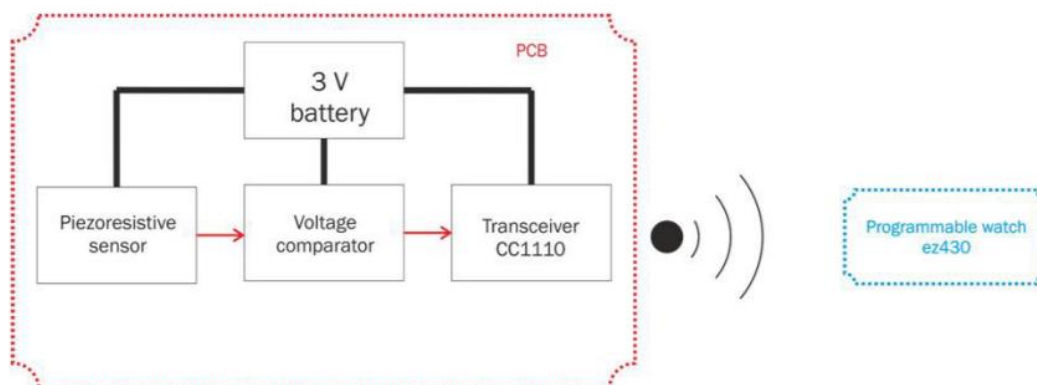 PCB
3 V
battery
Piezoresistive
sensor
Voltage
comparator
Transceiver
CC1110
Programmable watch
ez430